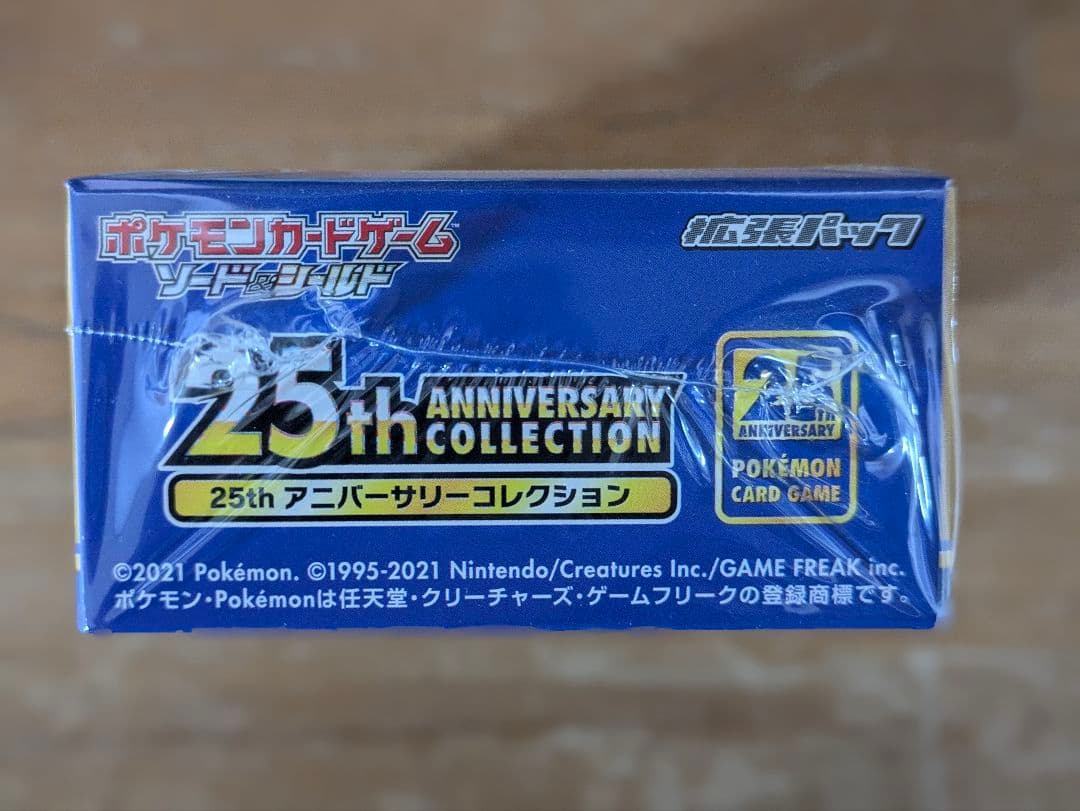 ポケモンカードゲーム™
ソード&シールド
拡張パック
25th ANNIVERSARY
COLLECTION
25th アニバーサリーコレクション
25th
ANNIVERSARY
POKÉMON
CARD GAME
©2021 Pokémon. ©1995-2021 Nintendo/Creatures Inc./GAME FREAK inc.
ポケモン・Pokémonは任天堂・クリーチャーズ・ゲームフリークの登録商標です。